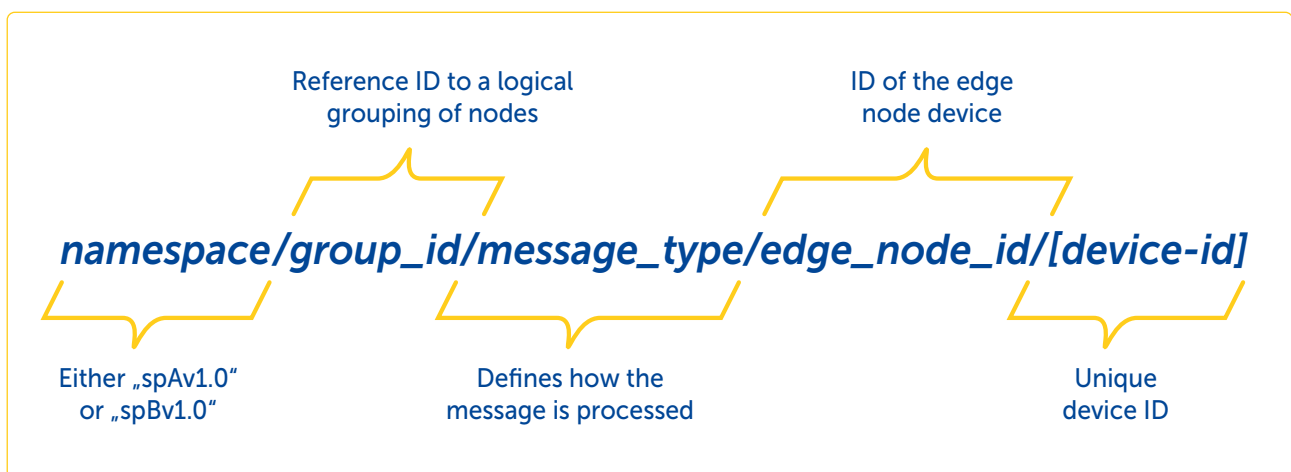 Reference ID to a logical
grouping of nodes
ID of the edge
node device
namespace/group_id/message_type/edge_node_id/[device-id]
Either „spAv1.0“
or „spBv1.0“
Defines how the
message is processed
Unique
device ID